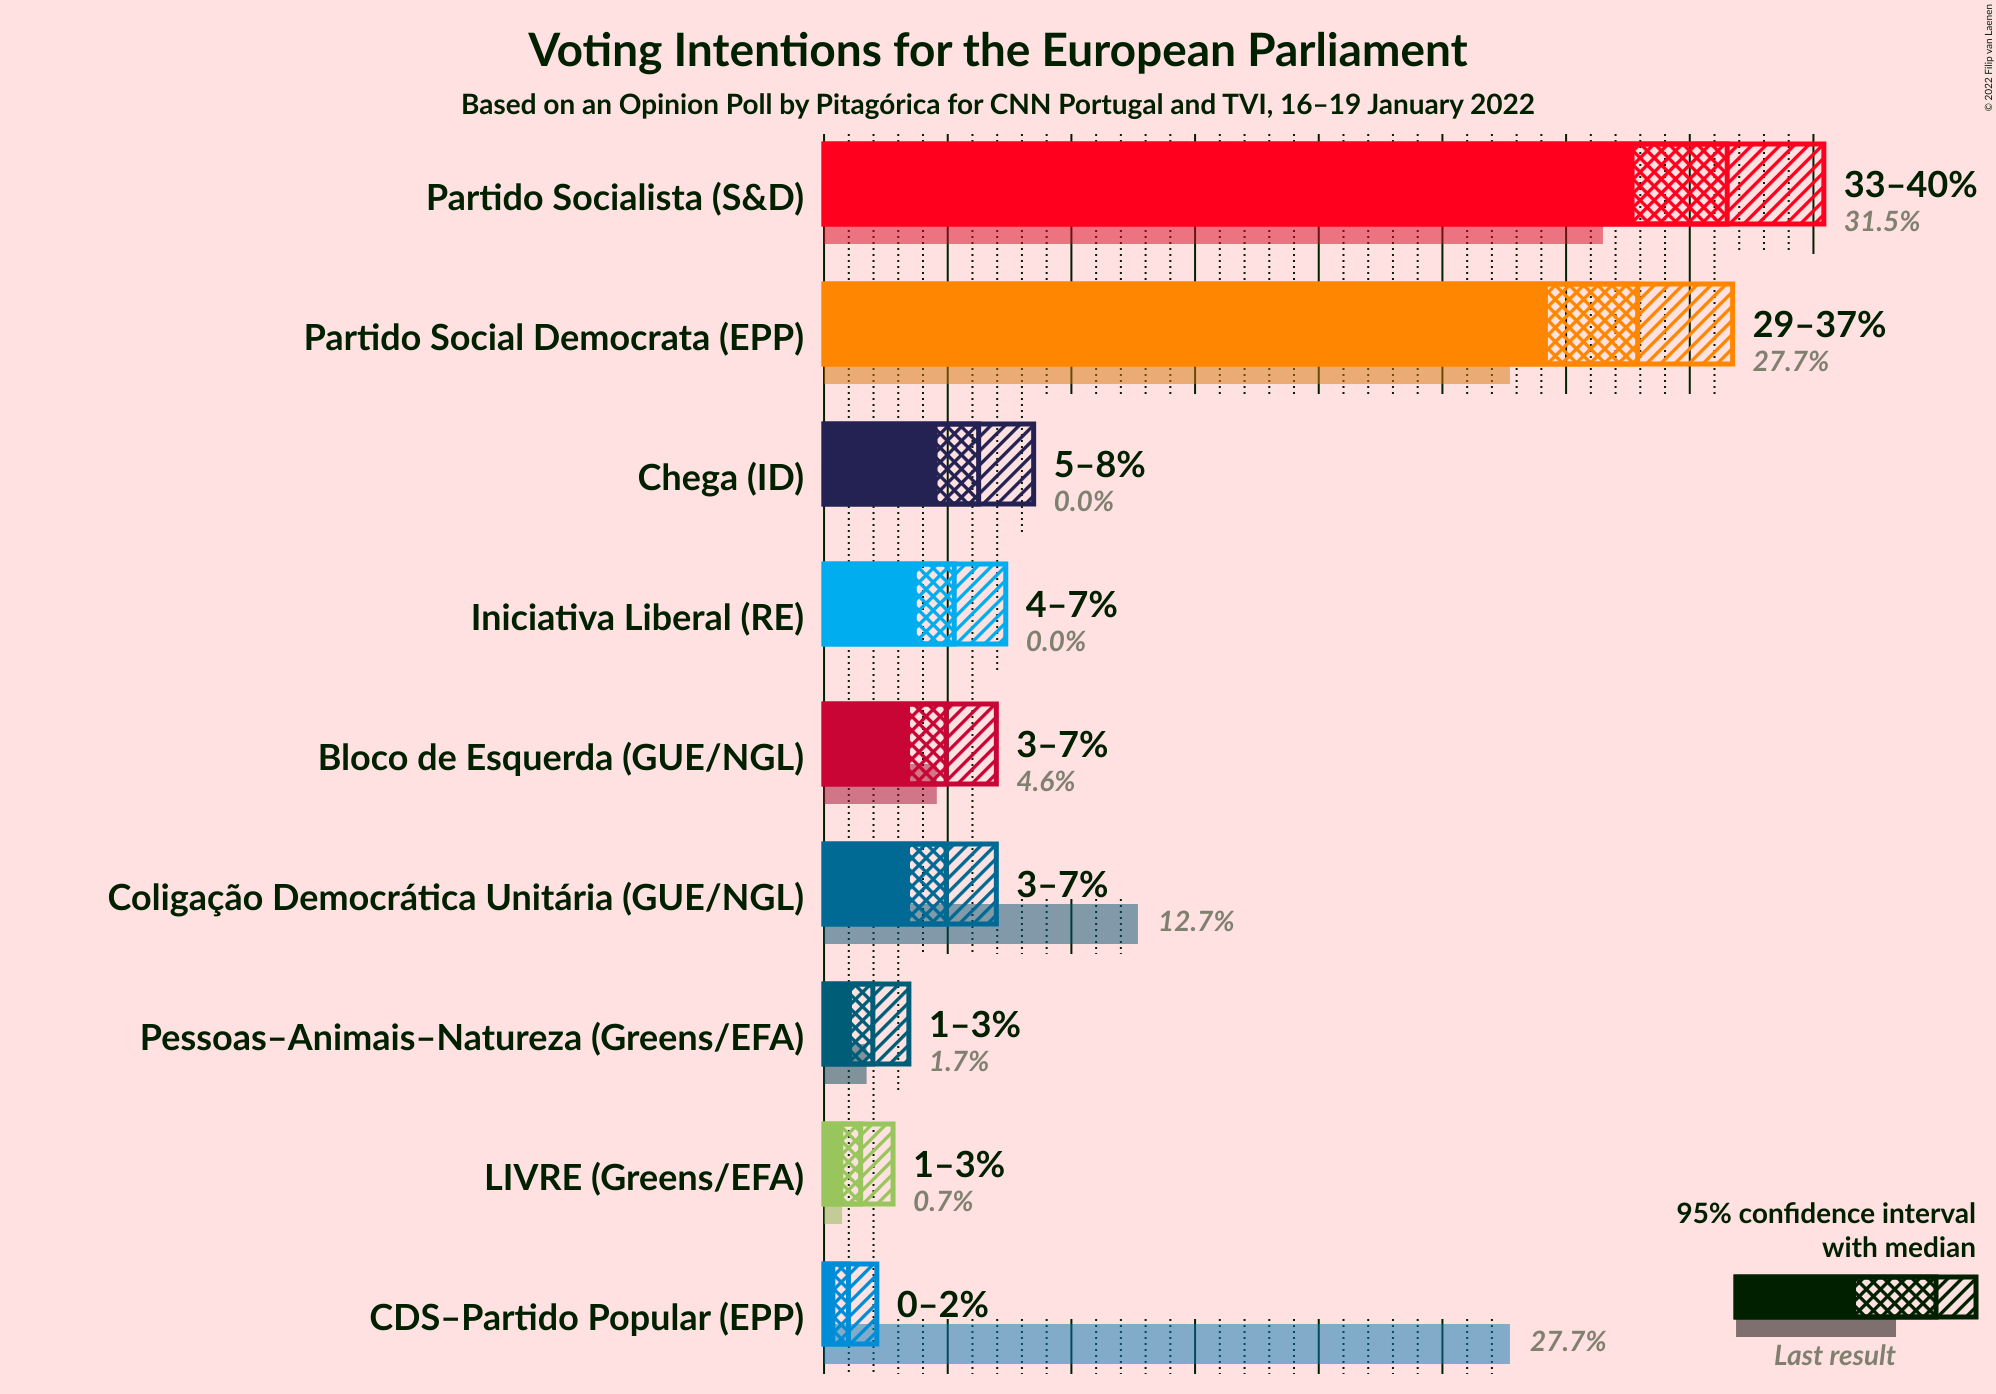 Voting Intentions for the European Parliament
Based on an Opinion Poll by Pitagórica for CNN Portugal and TVI, 16–19 January 2022
© 2022 Filip van Laenen
Partido Socialista (S&D)
33–40%
31.5%
Partido Social Democrata (EPP)
29–37%
27.7%
Chega (ID)
5–8%
0.0%
Iniciativa Liberal (RE)
4–7%
0.0%
Bloco de Esquerda (GUE/NGL)
3–7%
4.6%
Coligação Democrática Unitária (GUE/NGL)
3–7%
12.7%
Pessoas–Animais–Natureza (Greens/EFA)
1–3%
1.7%
LIVRE (Greens/EFA)
1–3%
0.7%
CDS–Partido Popular (EPP)
0–2%
27.7%
95% confidence interval
with median
Last result